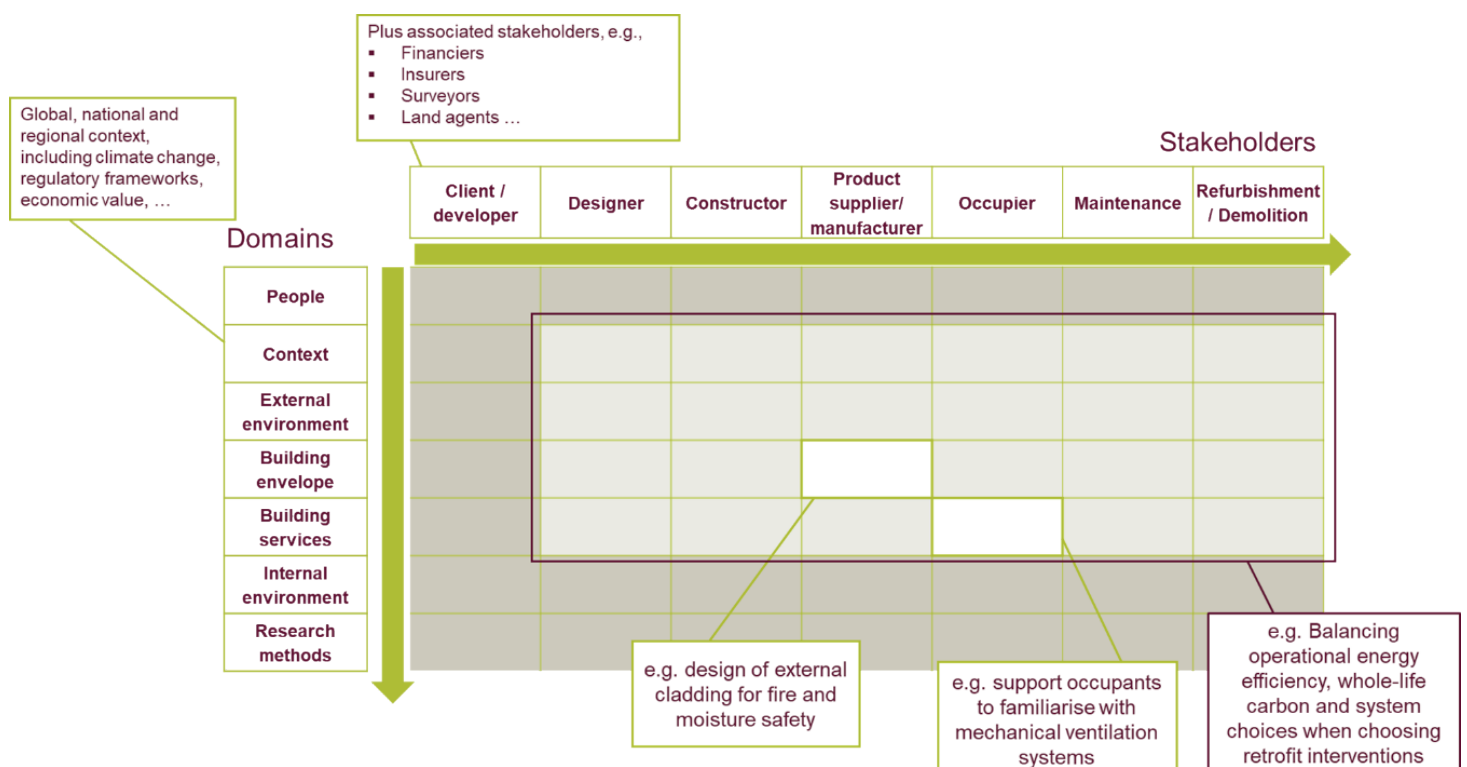 Plus associated stakeholders, e.g.,
▪ Financiers
▪ Insurers
▪ Surveyors
▪ Land agents …
Global, national and
regional context,
including climate change,
regulatory frameworks,
economic value, …
Stakeholders
Client /
developer
Designer
Constructor
Product
supplier/
manufacturer
Occupier
Maintenance
Refurbishment
/ Demolition
Domains
People
Context
External
environment
Building
envelope
Building
services
Internal
environment
Research
methods
e.g. design of external
cladding for fire and
moisture safety
e.g. support occupants
to familiarise with
mechanical ventilation
systems
e.g. Balancing
operational energy
efficiency, whole-life
carbon and system
choices when choosing
retrofit interventions